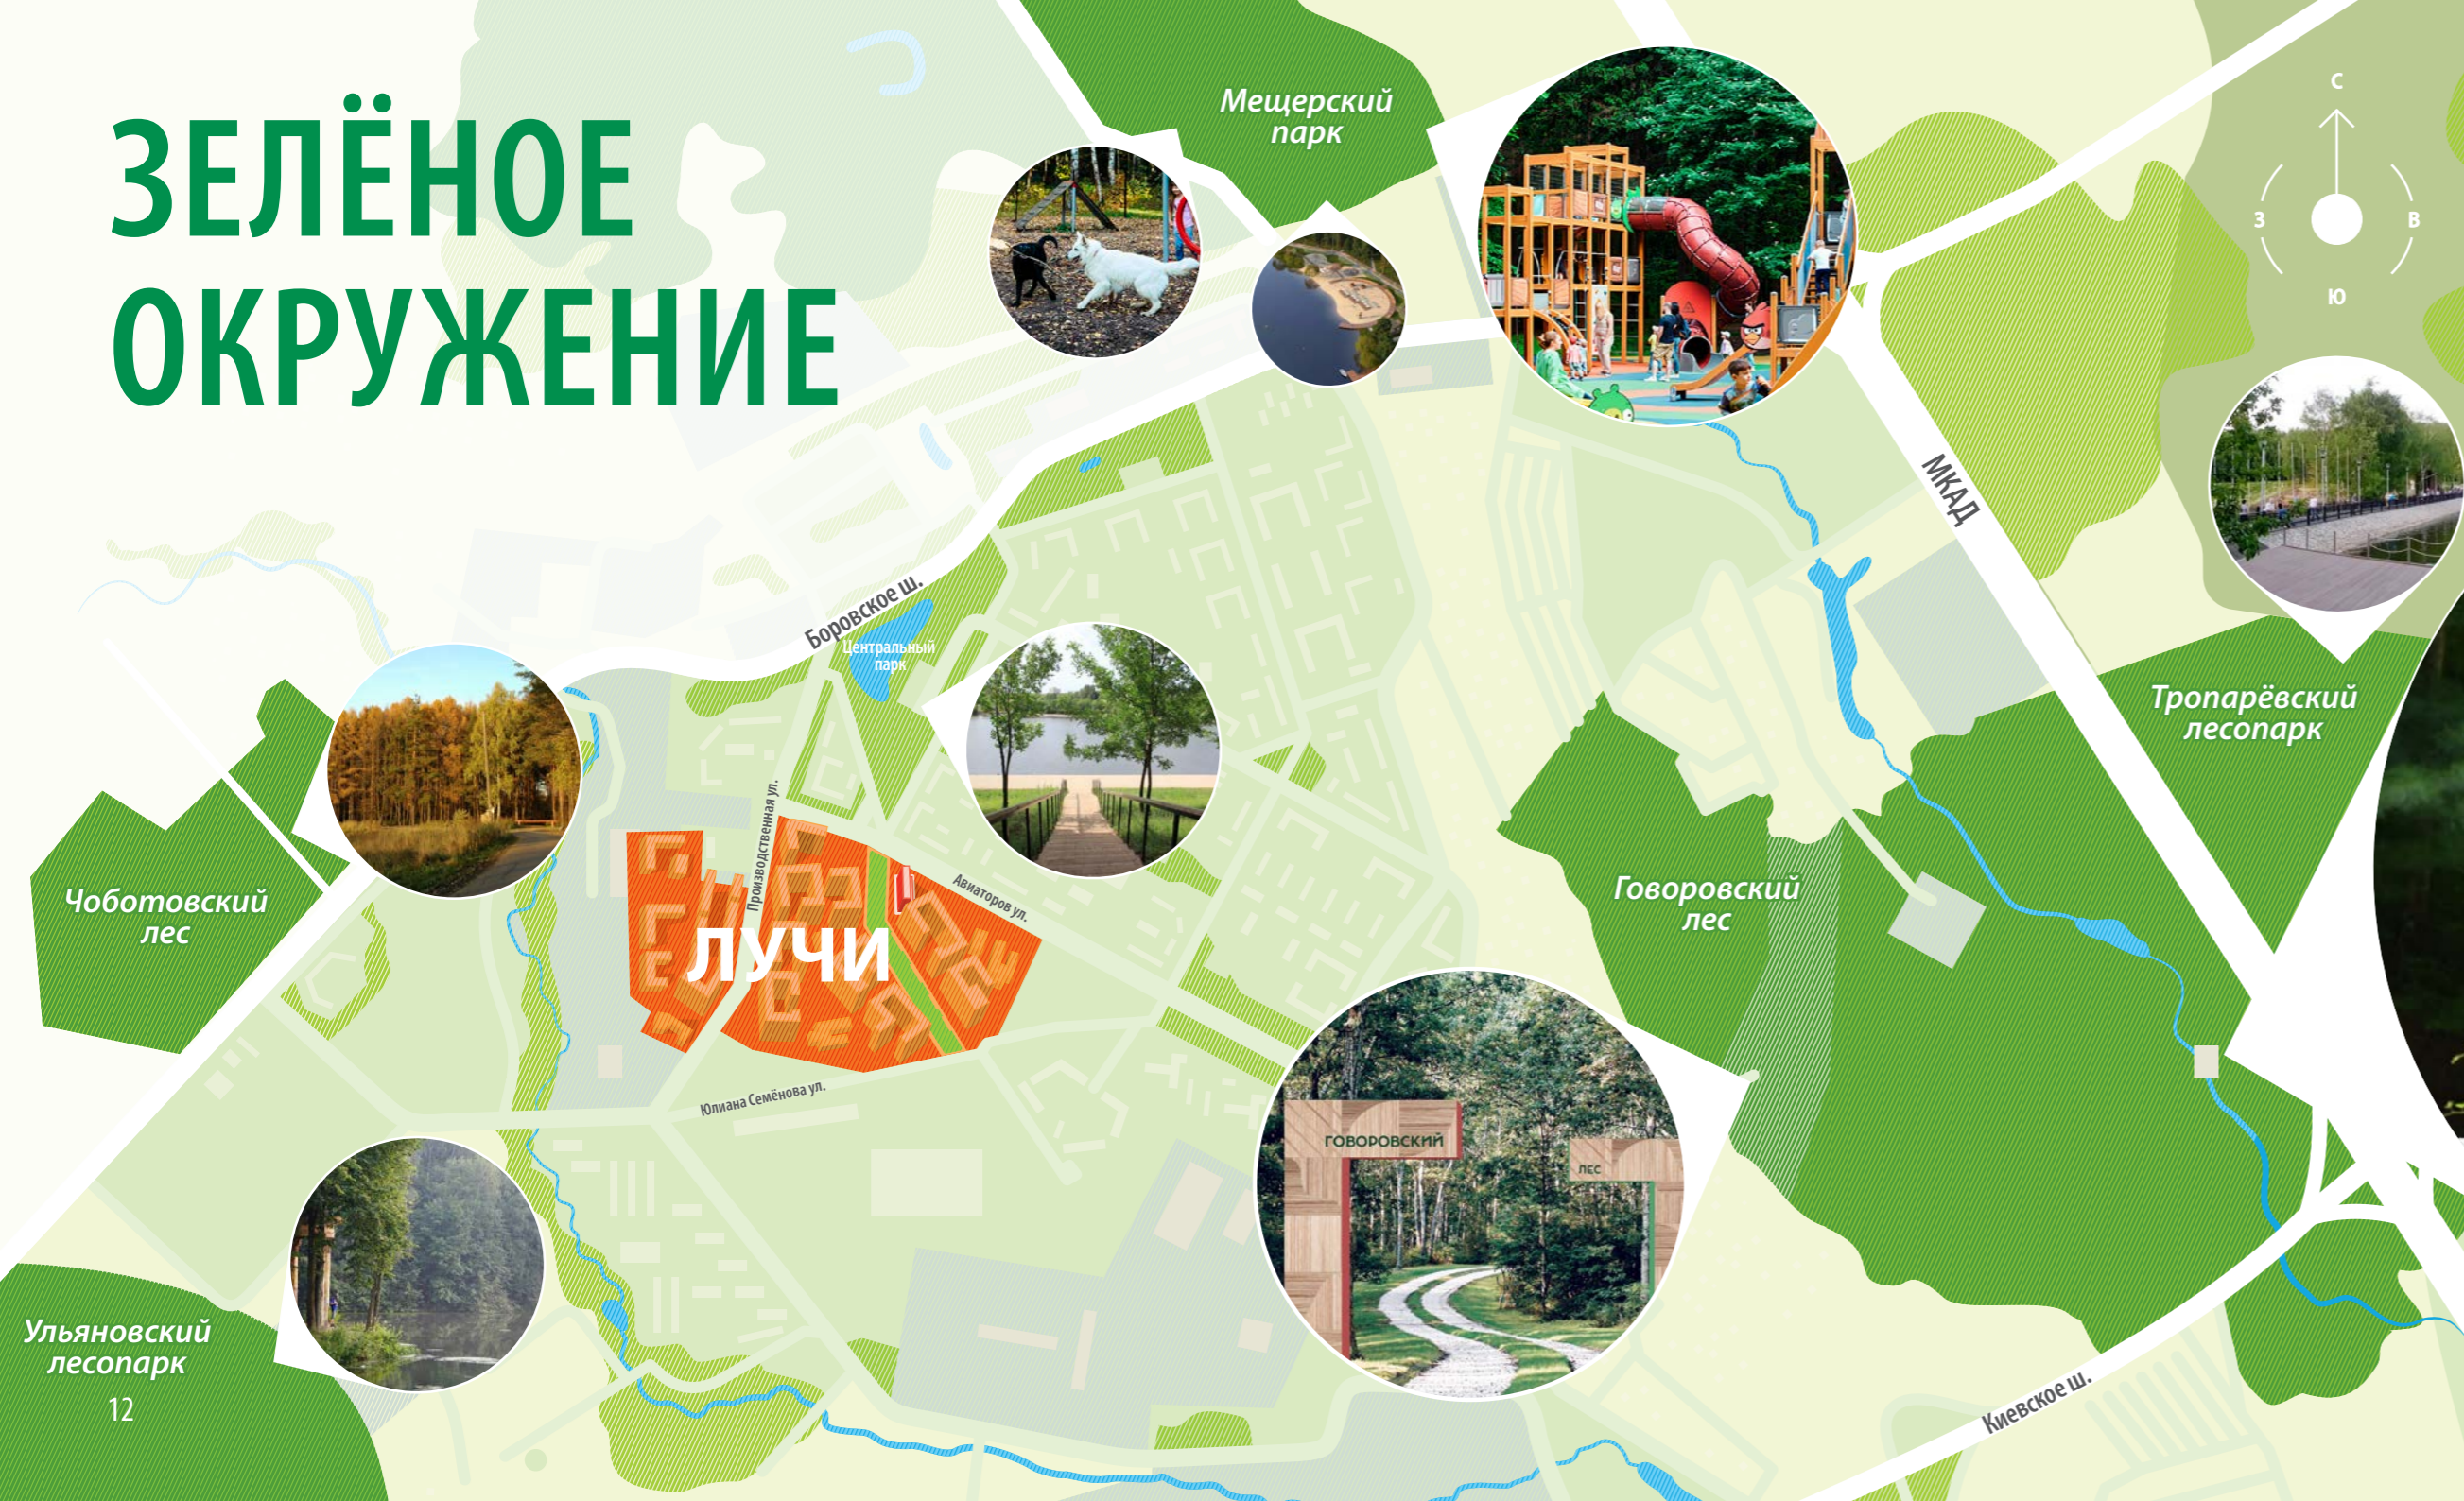 ЗЕЛЁНОЕ
ОКРУЖЕНИЕ
Мещерский
парк
С
З
В
Ю
МКАД
Боровское ш.
Центральный
парк
Тропарёвский
лесопарк
Производственная ул.
Авиаторов ул.
Чоботовский
лес
ЛУЧИ
Говоровский
лес
Юлиана Семёнова ул.
ГОВОРОВСКИЙ
ЛЕС
Ульяновский
лесопарк
12
Киевское ш.